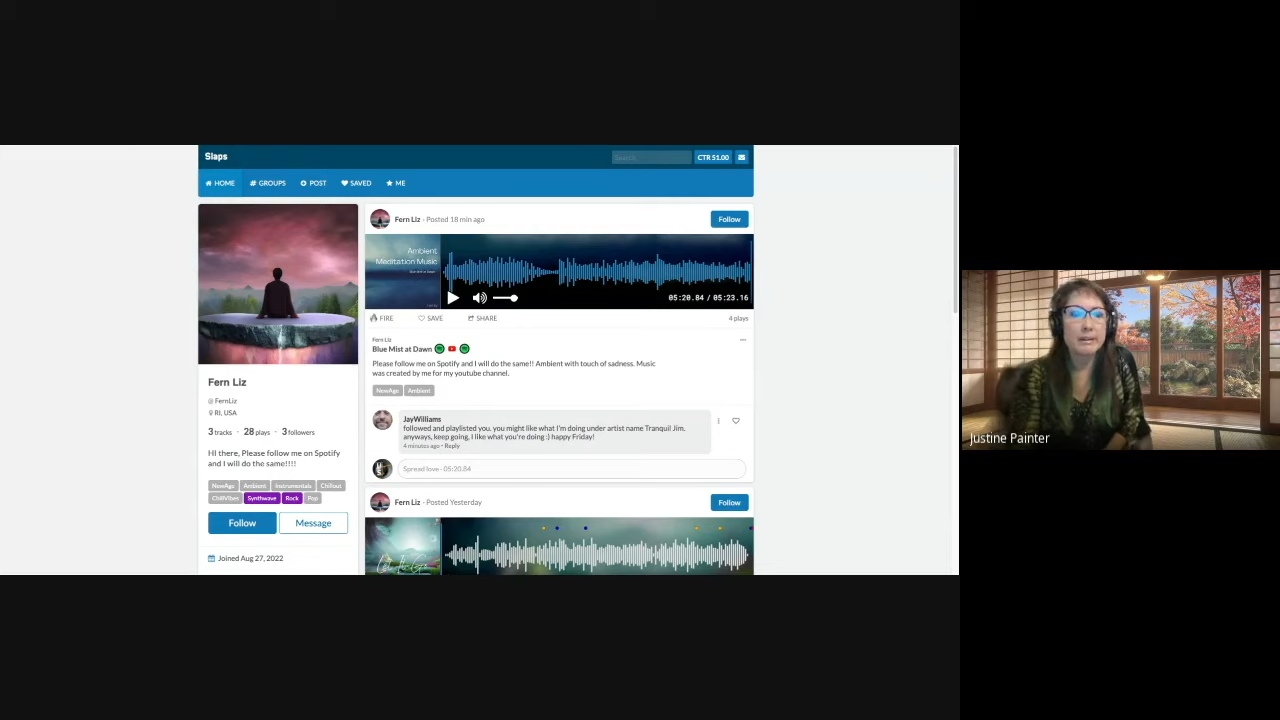 Slaps
Search
CTR 51.00
HOME
GROUPS
POST
SAVED
ME
Fern Liz
@ FernLiz
RI, USA
3 tracks · 28 plays · 3 followers
HI there, Please follow me on Spotify
and I will do the same!!!!
NewAge Ambient Instrumentals Chillout
ChillVibes Synthwave Rock Pop
Follow
Message
Joined Aug 27, 2022
Fern Liz · Posted 18 min ago
Follow
Ambient
Meditation Music
05:20.84 / 05:23.16
FIRE
SAVE
SHARE
4 plays
Fern Liz
Blue Mist at Dawn
Please follow me on Spotify and I will do the same!! Ambient with touch of sadness. Music
was created by me for my youtube channel.
NewAge Ambient
JayWilliams
followed and playlisted you. you might like what I'm doing under artist name Tranquil Jim.
anyways, keep going, I like what you're doing :) happy Friday!
4 minutes ago · Reply
Spread love · 05:20.84
Fern Liz · Posted Yesterday
Follow
Justine Painter